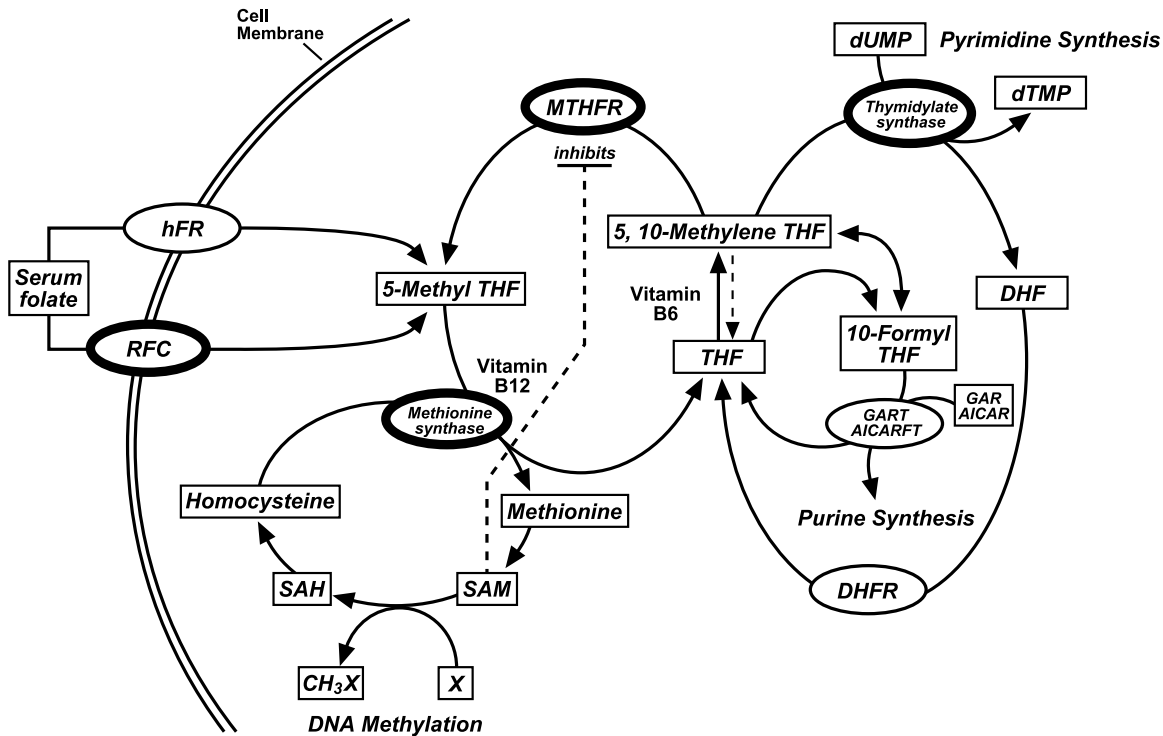 Cell
Membrane
dUMP
Pyrimidine Synthesis
MTHFR
Thymidylate
synthase
dTMP
inhibits
hFR
5, 10-Methylene THF
Serum
folate
5-Methyl THF
Vitamin
B6
DHF
RFC
THF
10-Formyl
THF
Vitamin
B12
Methionine
synthase
GART
AICARFT
GAR
AICAR
Homocysteine
Methionine
Purine Synthesis
SAH
SAM
DHFR
CH₃X
X
DNA Methylation